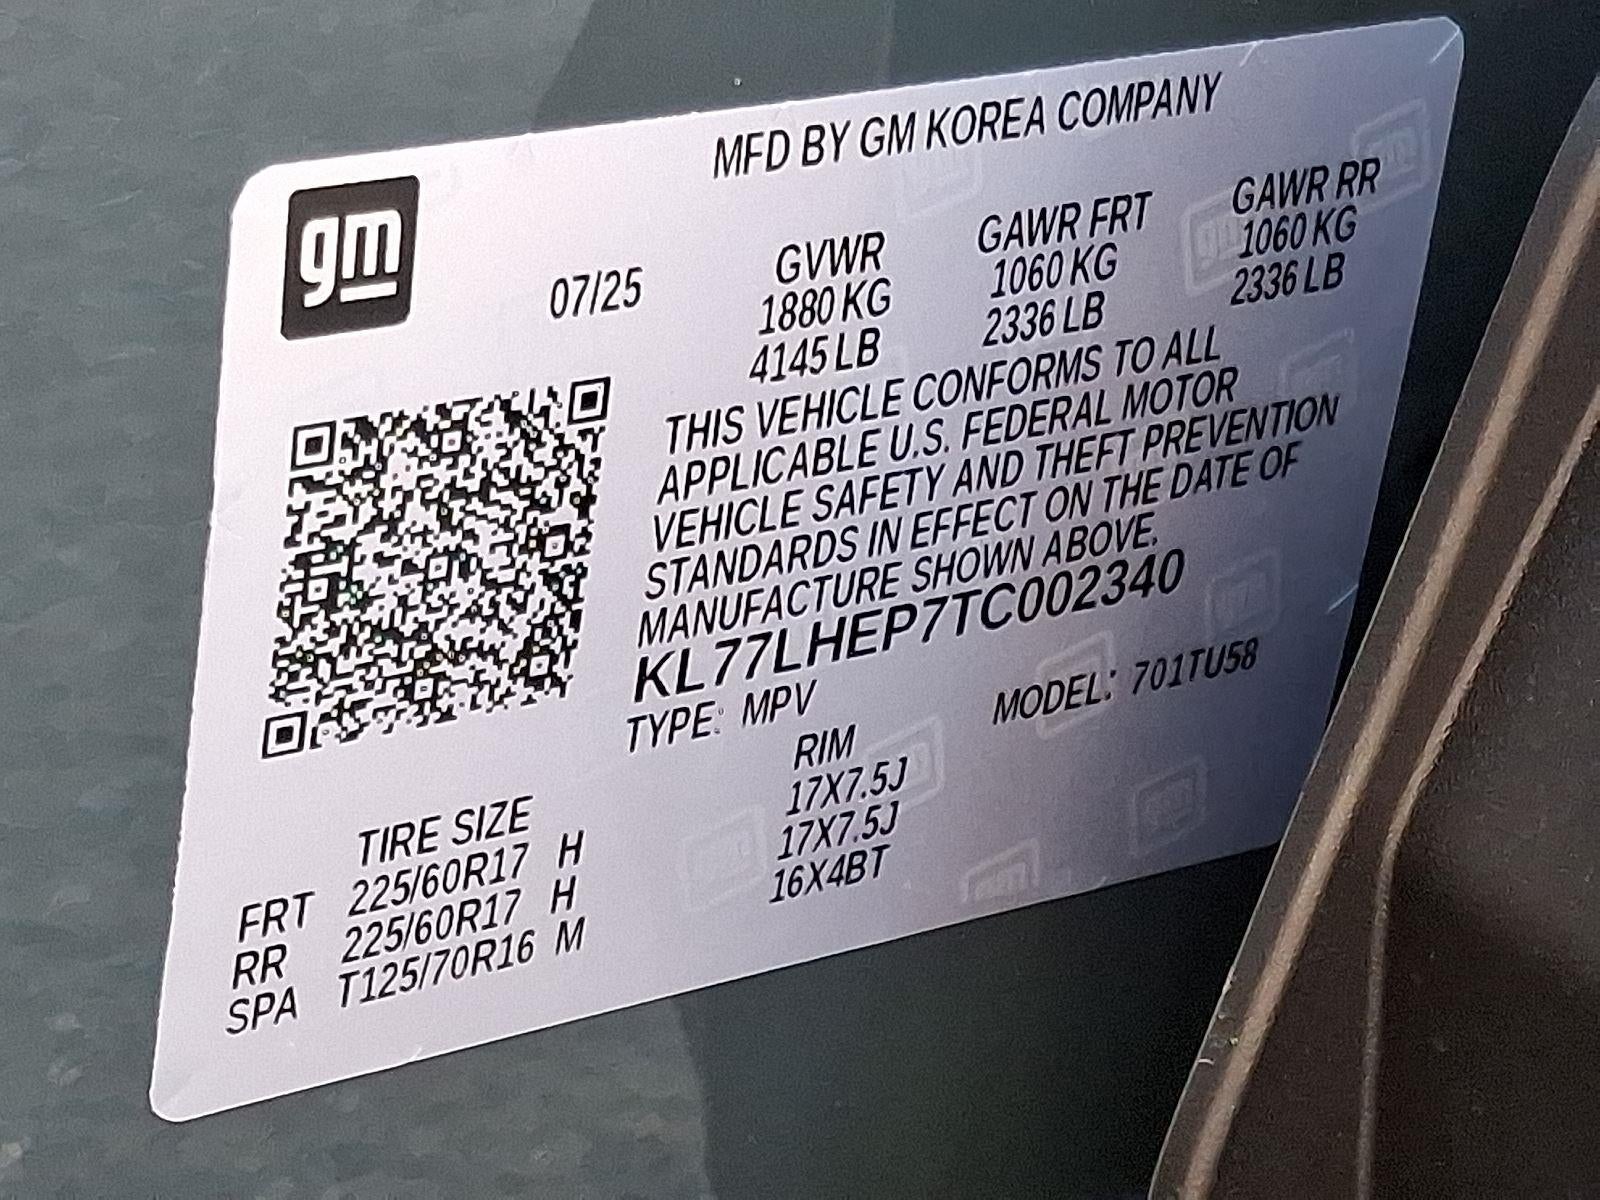 MFD BY GM KOREA COMPANY
gm
07/25
GVWR
1880 KG
4145 LB
GAWR FRT
1060 KG
2336 LB
GAWR RR
1060 KG
2336 LB
THIS VEHICLE CONFORMS TO ALL
APPLICABLE U.S. FEDERAL MOTOR
VEHICLE SAFETY AND THEFT PREVENTION
STANDARDS IN EFFECT ON THE DATE OF
MANUFACTURE SHOWN ABOVE.
KL77LHEP7TC002340
TYPE: MPV MODEL: 701TU58
TIRE SIZE RIM
FRT 225/60R17 H 17X7.5J
RR 225/60R17 H 17X7.5J
SPA T125/70R16 M 16X4BT